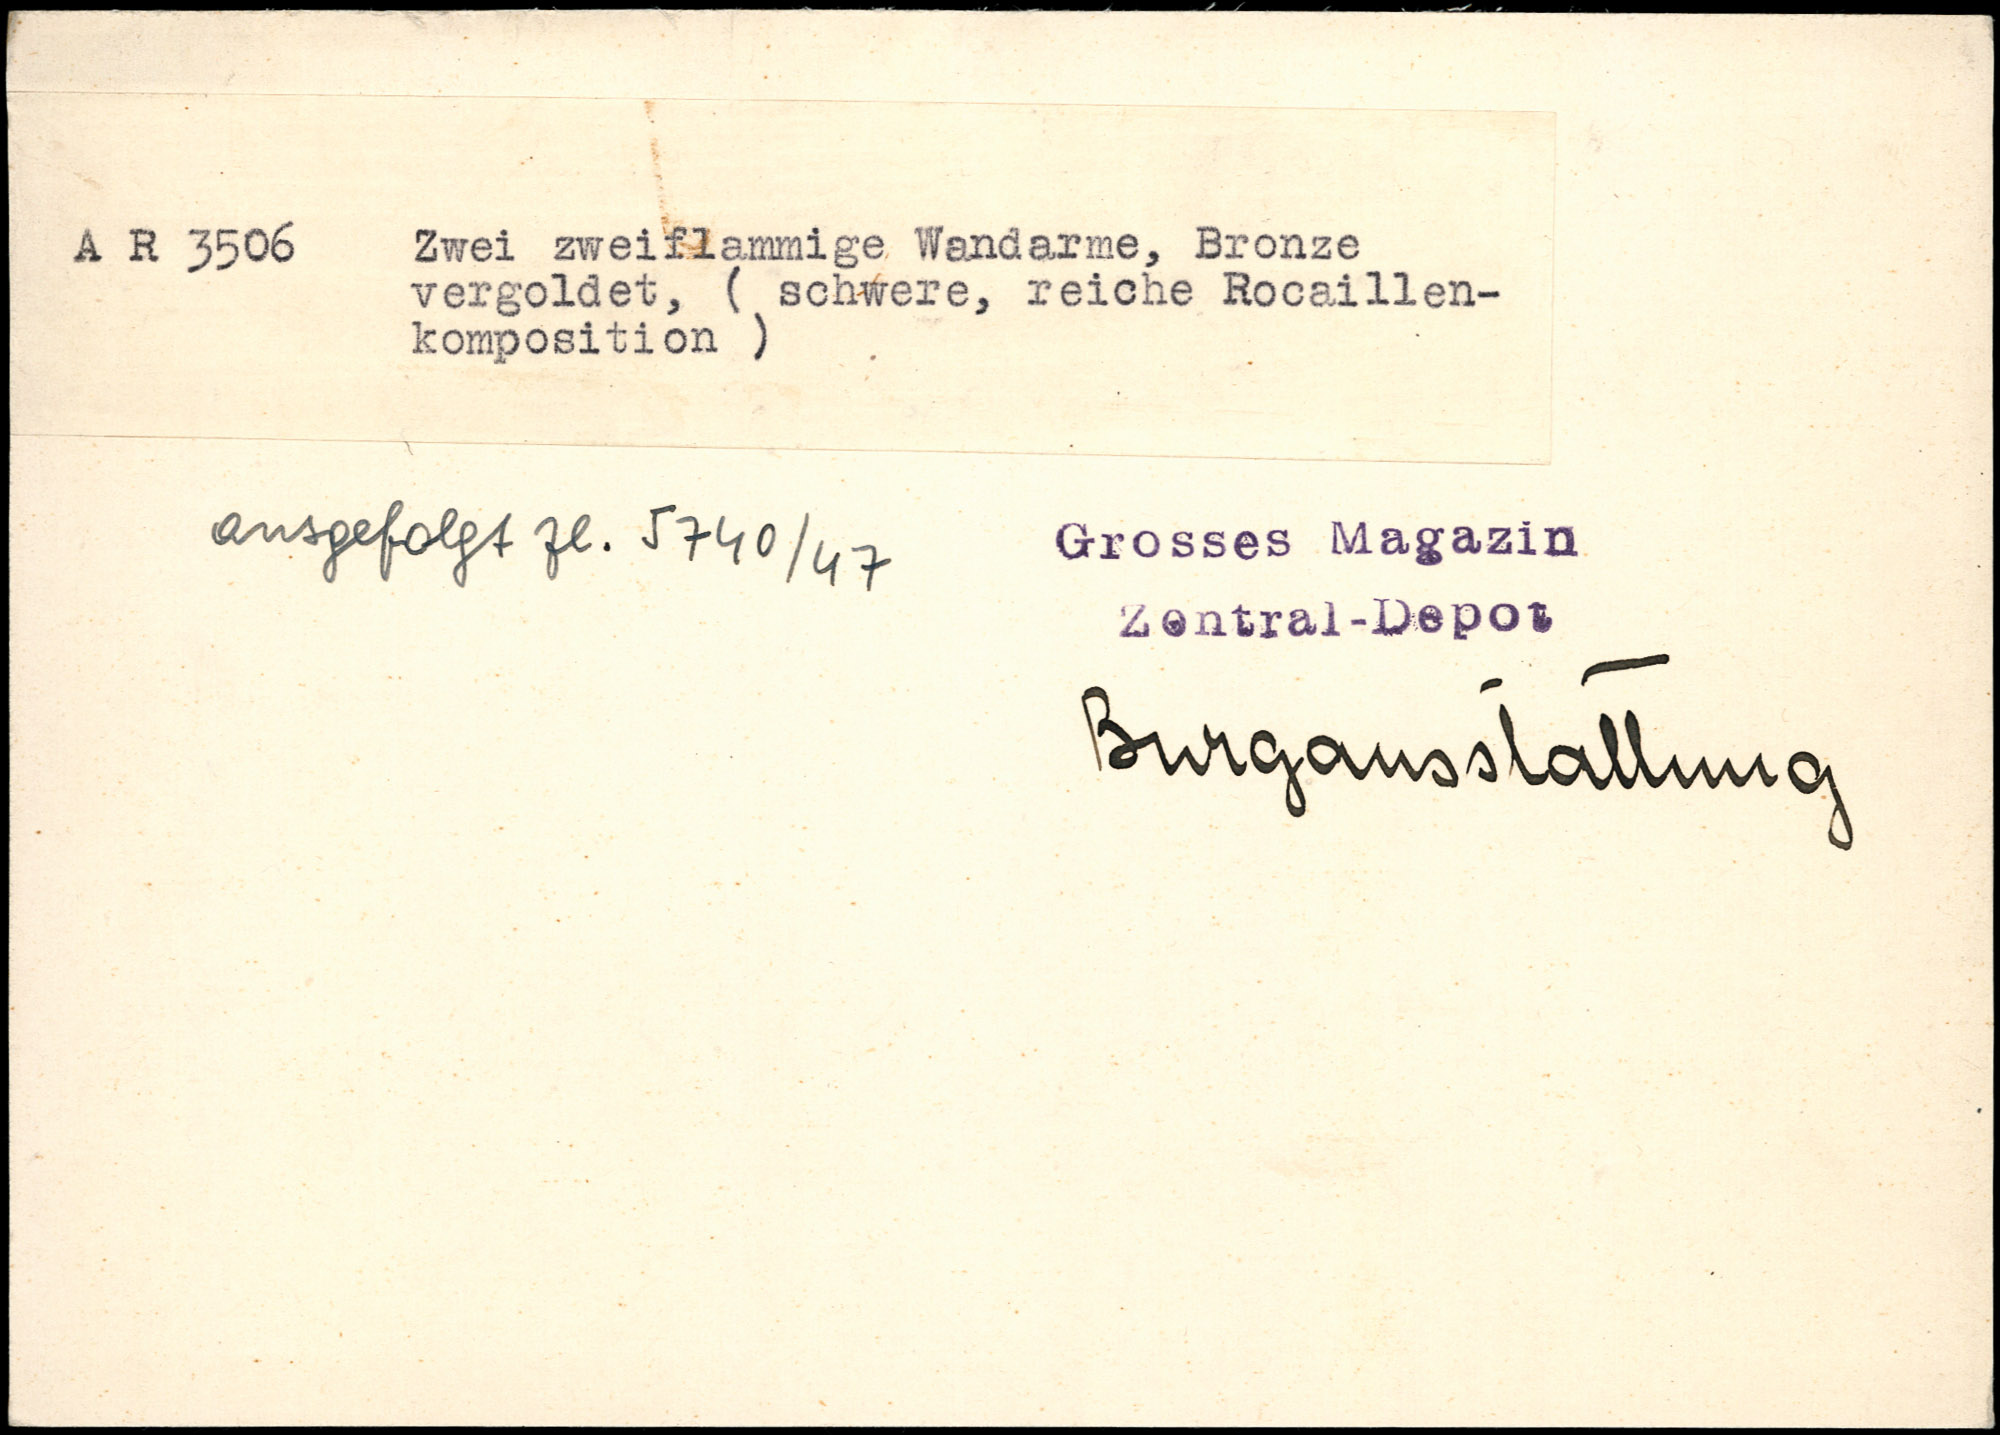 A R 3506 Zwei zweiflammige Wandarme, Bronze
vergoldet, ( schwere, reiche Rocaillen-
komposition )
ausgefolgt Zl. 5740/47
Grosses Magazin
Zentral-Depot
Burgausstattung